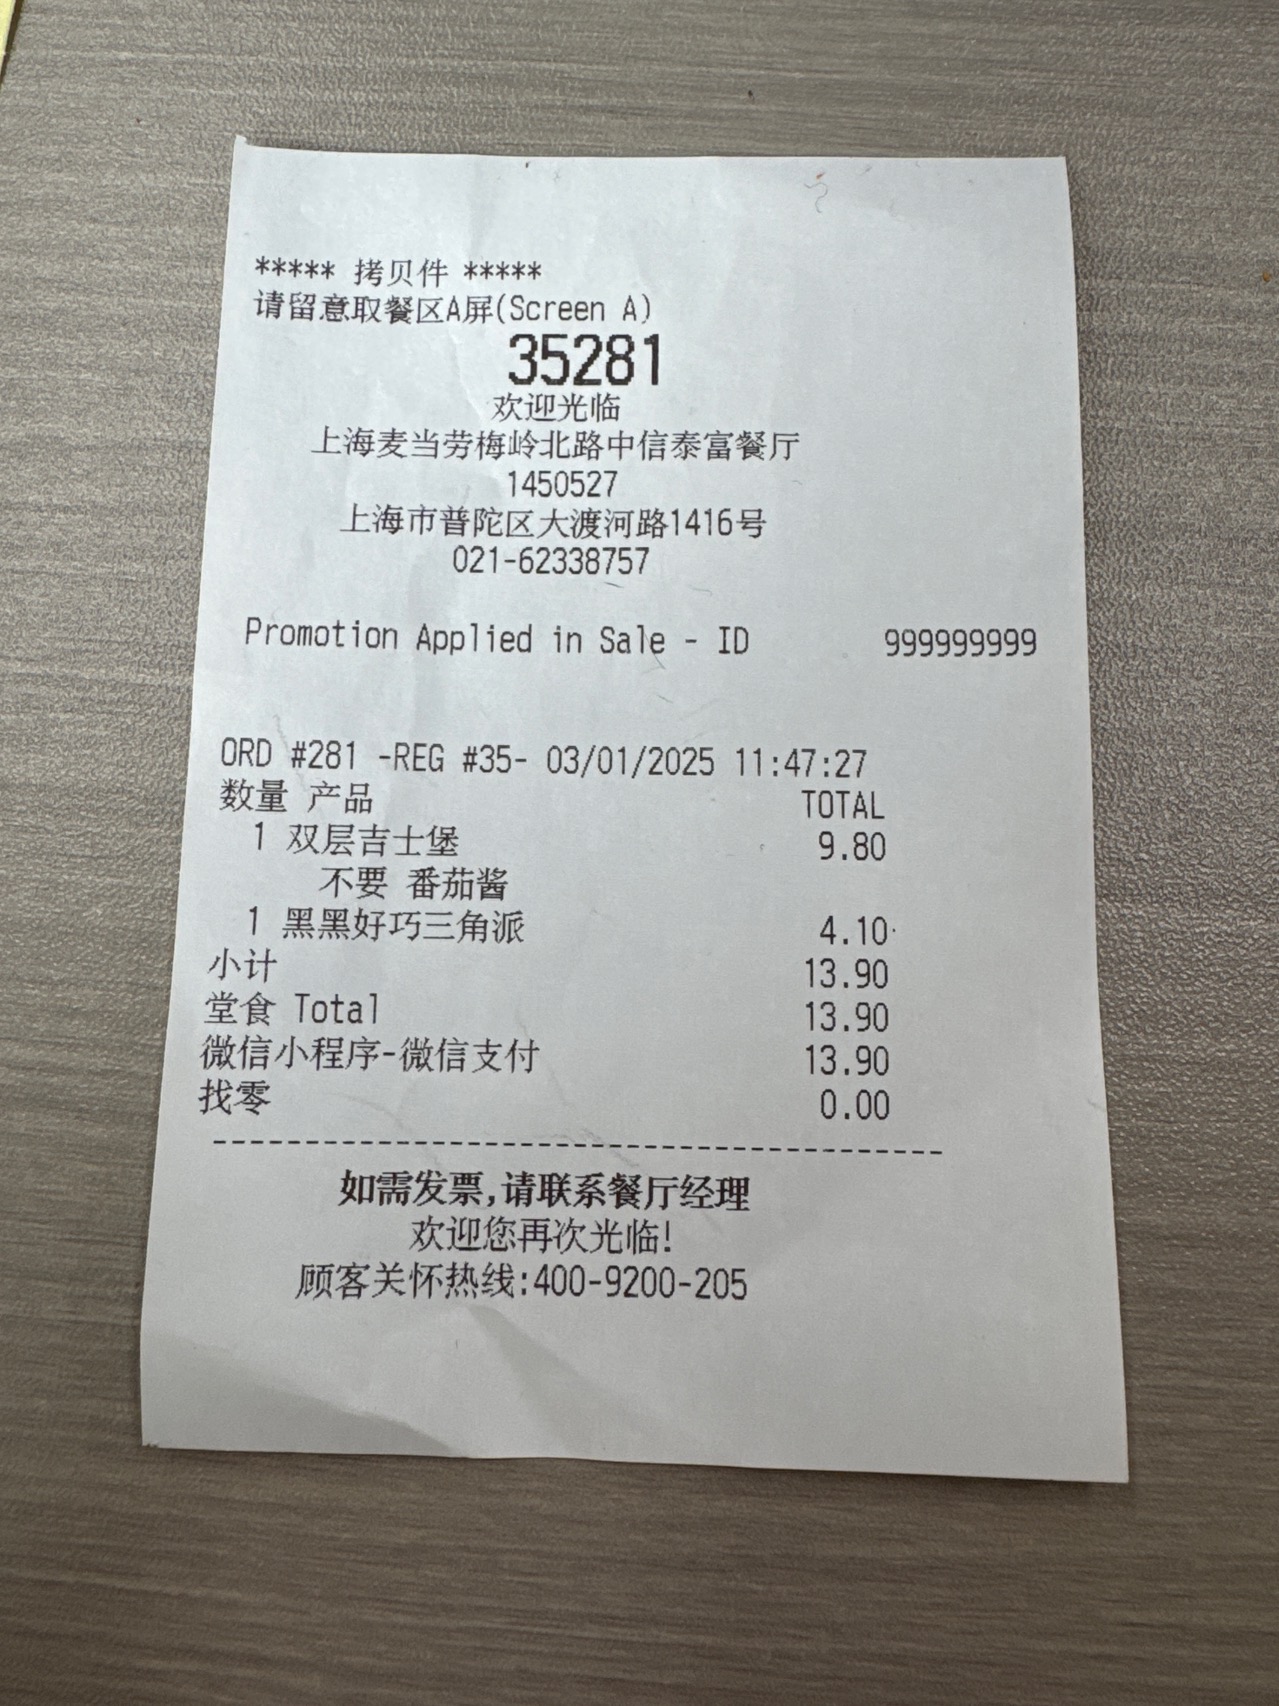 ***** 拷贝件 *****
请留意取餐区A屏(Screen A)
35281
欢迎光临
上海麦当劳梅岭北路中信泰富餐厅
1450527
上海市普陀区大渡河路1416号
021-62338757
Promotion Applied in Sale - ID 999999999
ORD #281 -REG #35- 03/01/2025 11:47:27
数量 产品 TOTAL
1 双层吉士堡 9.80
不要 番茄酱
1 黑黑好巧三角派 4.10
小计 13.90
堂食 Total 13.90
微信小程序-微信支付 13.90
找零 0.00
如需发票,请联系餐厅经理
欢迎您再次光临!
顾客关怀热线:400-9200-205